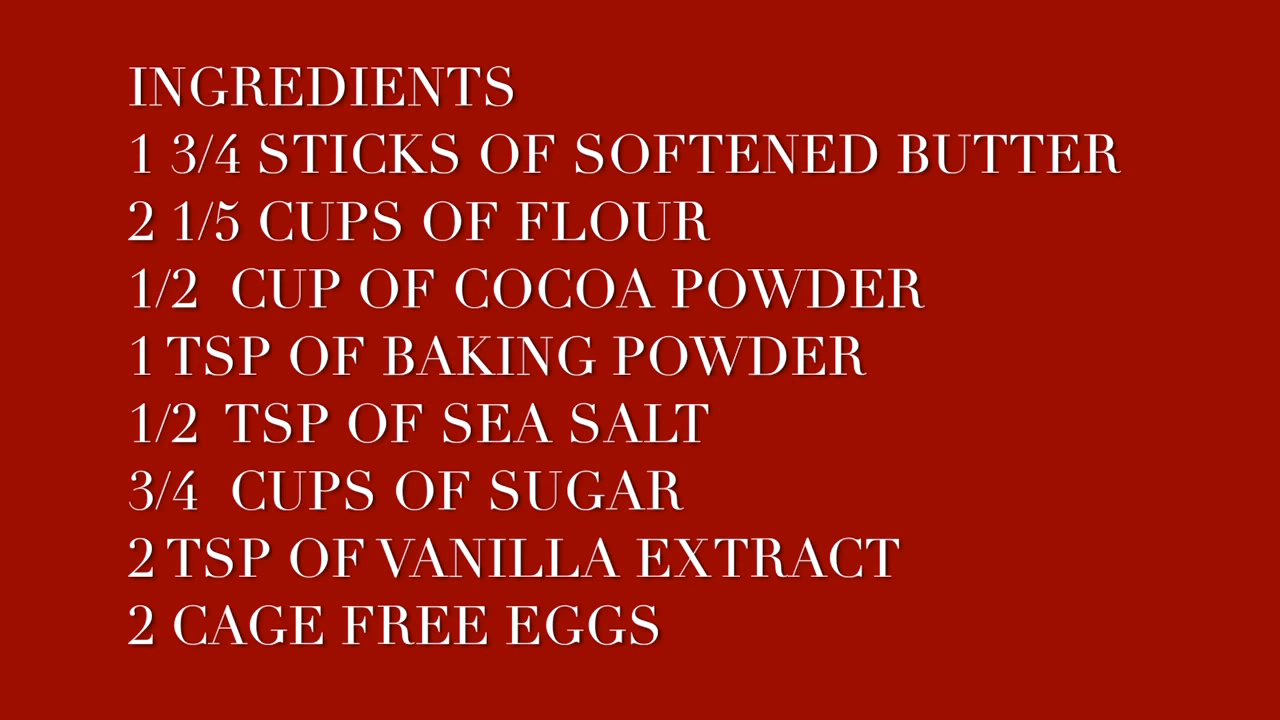 INGREDIENTS
1 3/4 STICKS OF SOFTENED BUTTER
2 1/5 CUPS OF FLOUR
1/2 CUP OF COCOA POWDER
1 TSP OF BAKING POWDER
1/2 TSP OF SEA SALT
3/4 CUPS OF SUGAR
2 TSP OF VANILLA EXTRACT
2 CAGE FREE EGGS